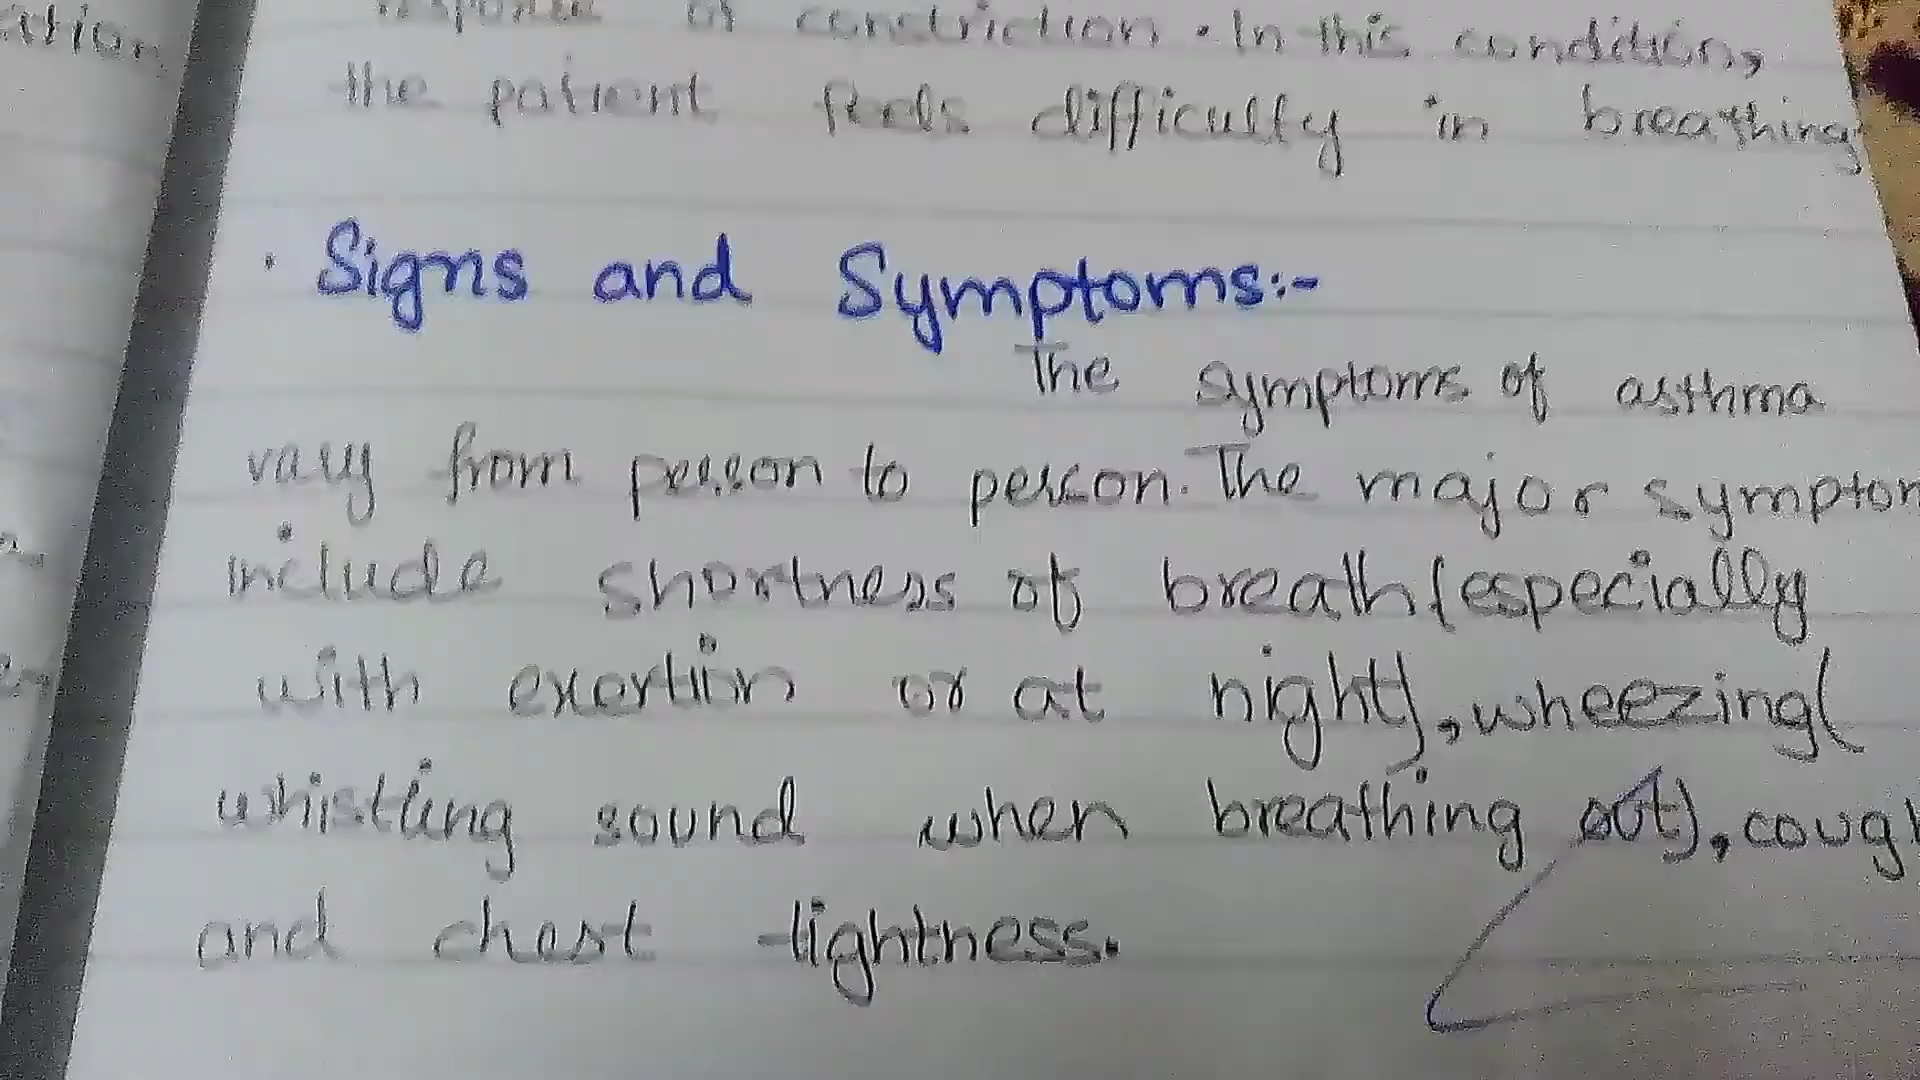 response of constriction. In this condition,
the patient feels difficulty in breathing.
• Signs and Symptoms:-
The symptoms of asthma
vary from person to person. The major symptom
include shortness of breath (especially
with exertion or at night), wheezing(
whistling sound when breathing out), cough
and chest tightness.